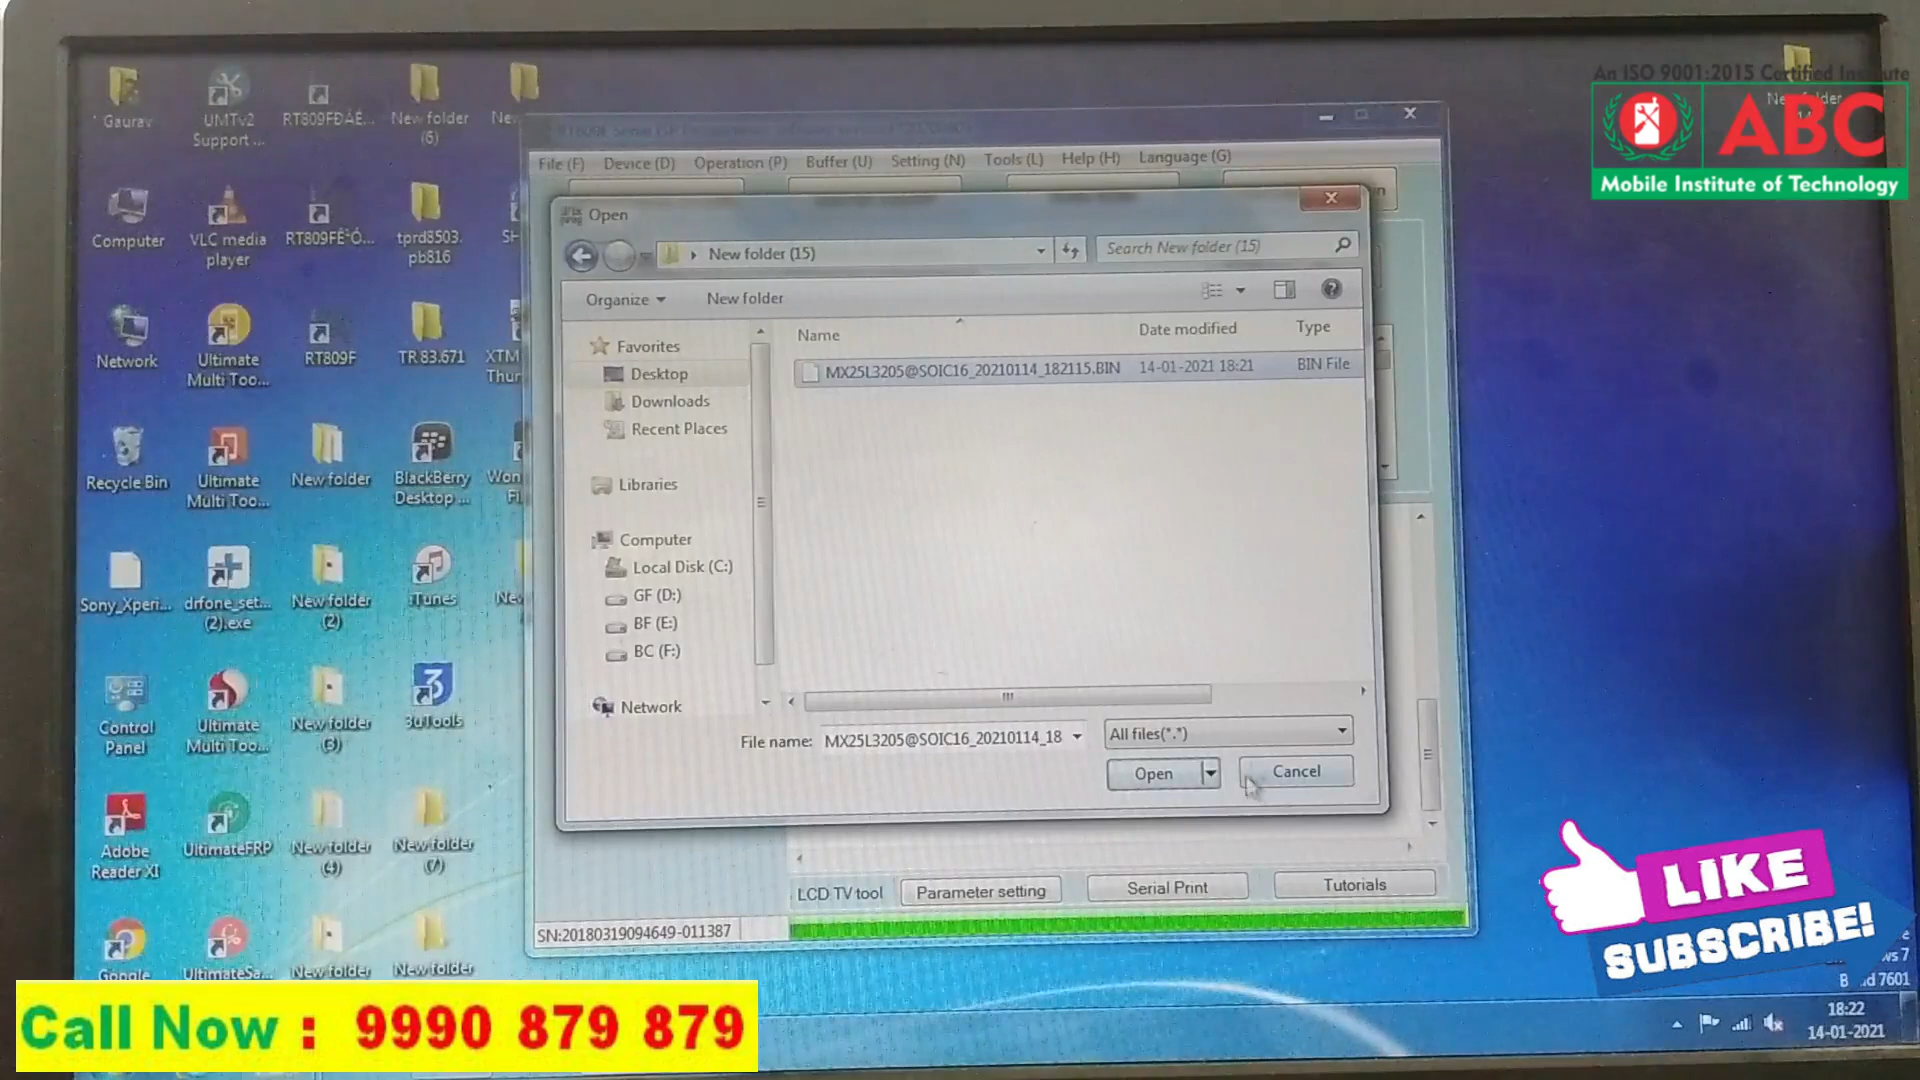 An ISO 9001:2015 Certified Institute
ABC
Mobile Institute of Technology
Gaurav
UMTv2
Support ...
New folder
(6)
Computer
VLC media
player
tprd8503.
pb816
Network
Ultimate
Multi Too...
RT809F
TR.83.671
XTM
Thun
Recycle Bin
Ultimate
Multi Too...
New folder
BlackBerry
Desktop ...
Won
Fi
Sony_Xperi...
drfone_set...
(2).exe
New folder
(2)
iTunes
Control
Panel
Ultimate
Multi Too...
New folder
(3)
3uTools
Adobe
Reader XI
UltimateFRP
New folder
(4)
New folder
(7)
Google
UltimateSa...
New folder
New folder
File (F) Device (D) Operation (P) Buffer (U) Setting (N) Tools (L) Help (H) Language (G)
Open
New folder (15)
Search New folder (15)
Organize
New folder
Name
Date modified
Type
MX25L3205@SOIC16_20210114_182115.BIN
14-01-2021 18:21
BIN File
Favorites
Desktop
Downloads
Recent Places
Libraries
Computer
Local Disk (C:)
GF (D:)
BF (E:)
BC (F:)
Network
File name: MX25L3205@SOIC16_20210114_18
All files(*.*)
Open
Cancel
LCD TV tool
Parameter setting
Serial Print
Tutorials
SN:20180319094649-011387
LIKE
SUBSCRIBE!
Call Now : 9990 879 879
18:22
14-01-2021